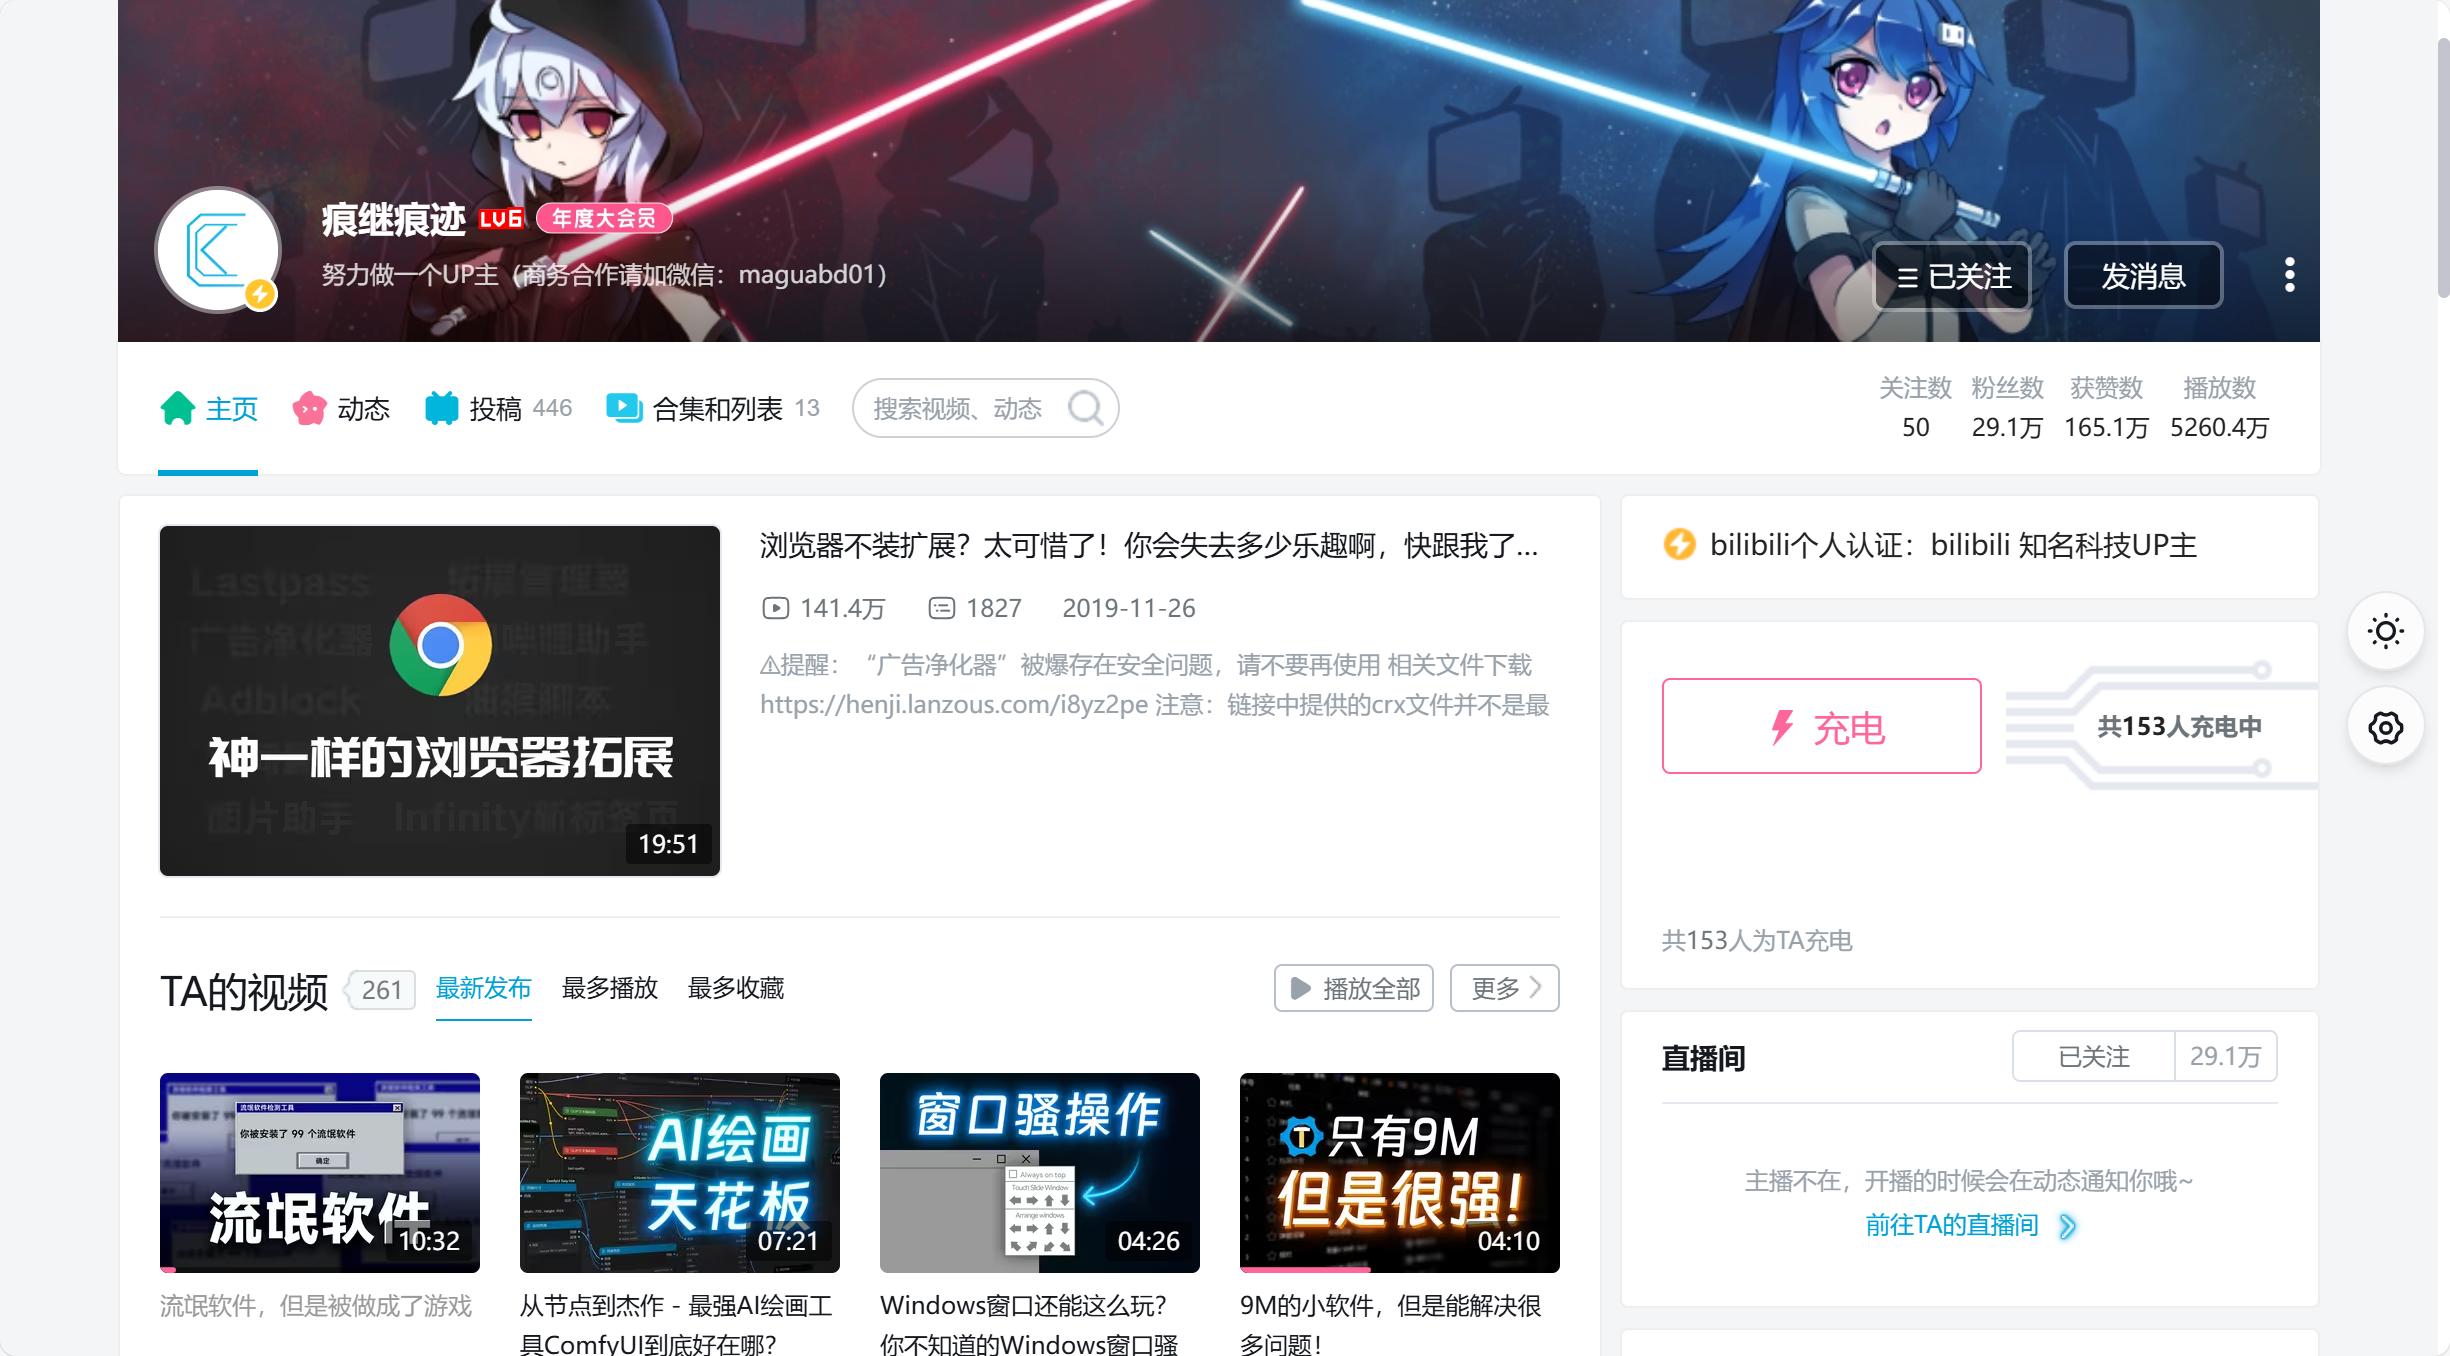 痕继痕迹 LV6 年度大会员
努力做一个UP主（商务合作请加微信：maguabd01）
已关注
发消息
主页
动态
投稿 446
合集和列表 13
搜索视频、动态
关注数 粉丝数 获赞数 播放数
50 29.1万 165.1万 5260.4万
Lastpass 拓展管理器
广告净化器 哔哩哔哩助手
Adblock 油猴脚本
神一样的浏览器拓展
图片助手 Infinity新标签页
19:51
浏览器不装扩展？太可惜了！你会失去多少乐趣啊，快跟我了...
141.4万 1827 2019-11-26
⚠提醒：“广告净化器”被爆存在安全问题，请不要再使用 相关文件下载
https://henji.lanzous.com/i8yz2pe 注意：链接中提供的crx文件并不是最
bilibili个人认证：bilibili 知名科技UP主
充电
共153人充电中
共153人为TA充电
TA的视频 261 最新发布 最多播放 最多收藏
播放全部
更多
直播间
已关注 29.1万
主播不在，开播的时候会在动态通知你哦~
前往TA的直播间
流氓软件检测工具
你被安装了 99 个流氓软件
确定
流氓软件
10:32
AI绘画
天花板
07:21
窗口骚操作
Always on top
Touch Slide Window
Arrange windows
04:26
只有9M
但是很强！
04:10
流氓软件，但是被做成了游戏
从节点到杰作 - 最强AI绘画工
具ComfyUI到底好在哪？
Windows窗口还能这么玩？
你不知道的Windows窗口骚
9M的小软件，但是能解决很
多问题！